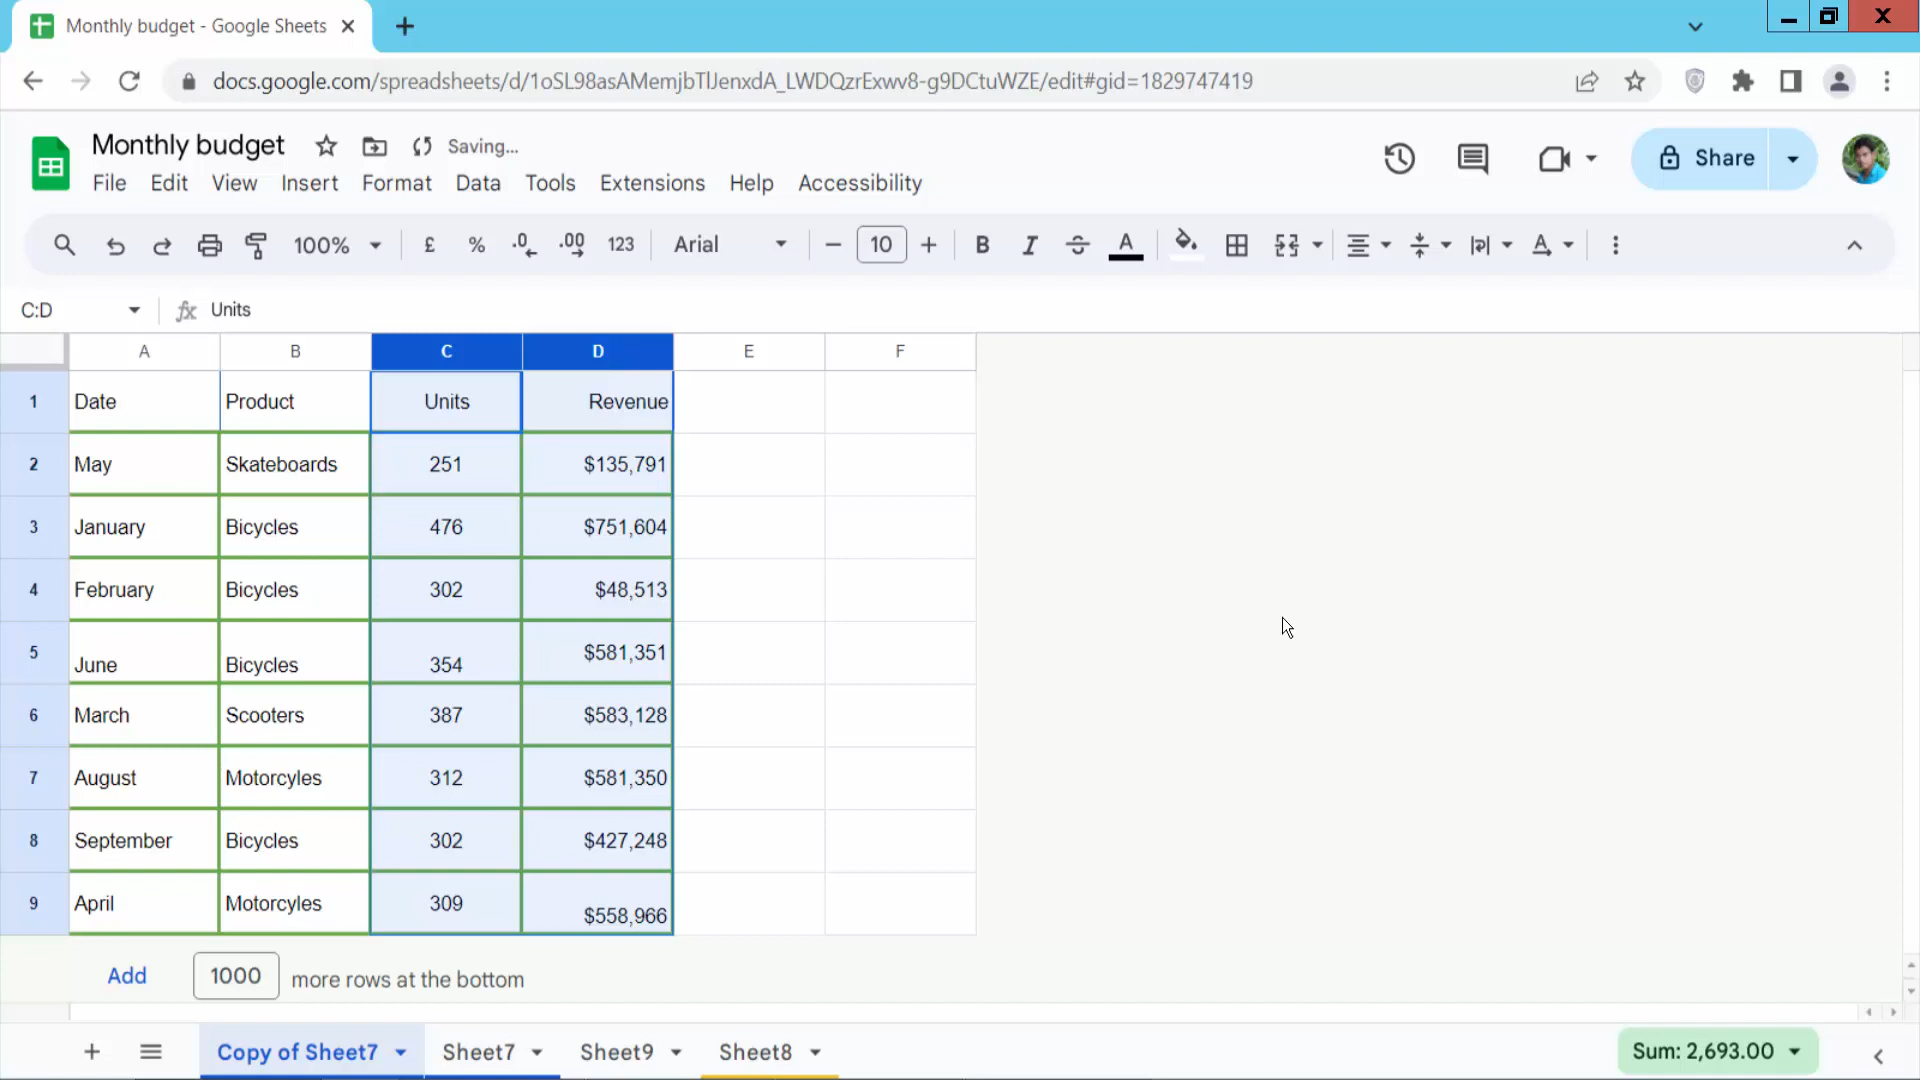 Monthly budget - Google Sheets
docs.google.com/spreadsheets/d/1oSL98asAMemjbTlJenxdA_LWDQzrExwv8-g9DCtuWZE/edit#gid=1829747419
Monthly budget Saving...
File Edit View Insert Format Data Tools Extensions Help Accessibility
Share
100% £ % .0 .00 123 Arial 10 B I S A A
C:D fx Units
A B C D E F
1 Date Product Units Revenue
2 May Skateboards 251 $135,791
3 January Bicycles 476 $751,604
4 February Bicycles 302 $48,513
5 June Bicycles 354 $581,351
6 March Scooters 387 $583,128
7 August Motorcyles 312 $581,350
8 September Bicycles 302 $427,248
9 April Motorcyles 309 $558,966
Add 1000 more rows at the bottom
Copy of Sheet7 Sheet7 Sheet9 Sheet8 Sum: 2,693.00